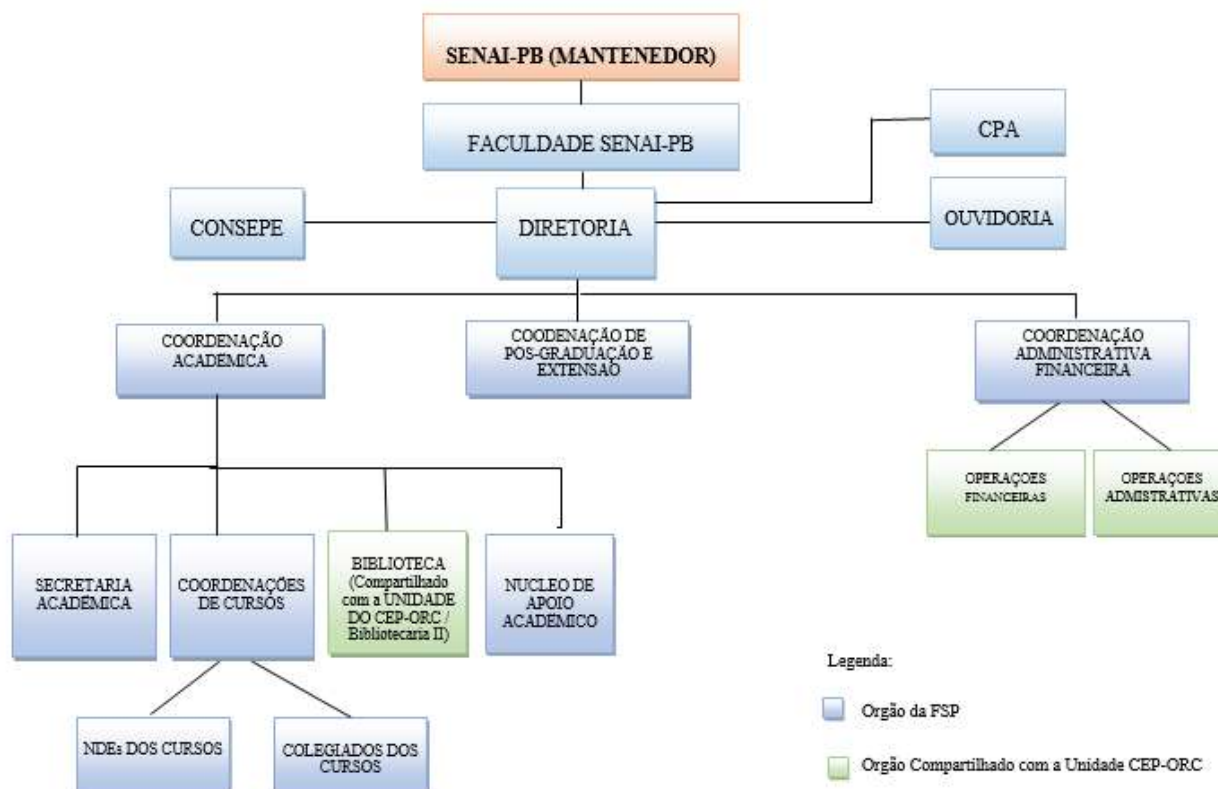 SENAI-PB (MANTENEDOR)
FACULDADE SENAI-PB
CPA
CONSEPE
DIRETORIA
OUVIDORIA
COORDENAÇÃO
ACADÊMICA
COODENAÇÃO DE
PÓS-GRADUAÇÃO E
EXTENSÃO
COORDENAÇÃO
ADMINISTRATIVA
FINANCEIRA
OPERAÇOES
FINANCEIRAS
OPERAÇOES
ADMISTRATIVAS
SECRETARIA
ACADÊMICA
COORDENAÇÕES
DE CURSOS
BIBLIOTECA
(Compartilhado
com a UNIDADE
DO CEP-ORC /
Bibliotecária II)
NUCLEO DE
APOIO
ACADÊMICO
NDEs DOS CURSOS
COLEGIADOS DOS
CURSOS
Legenda:
Orgão da FSP
Orgão Compartilhado com a Unidade CEP-ORC